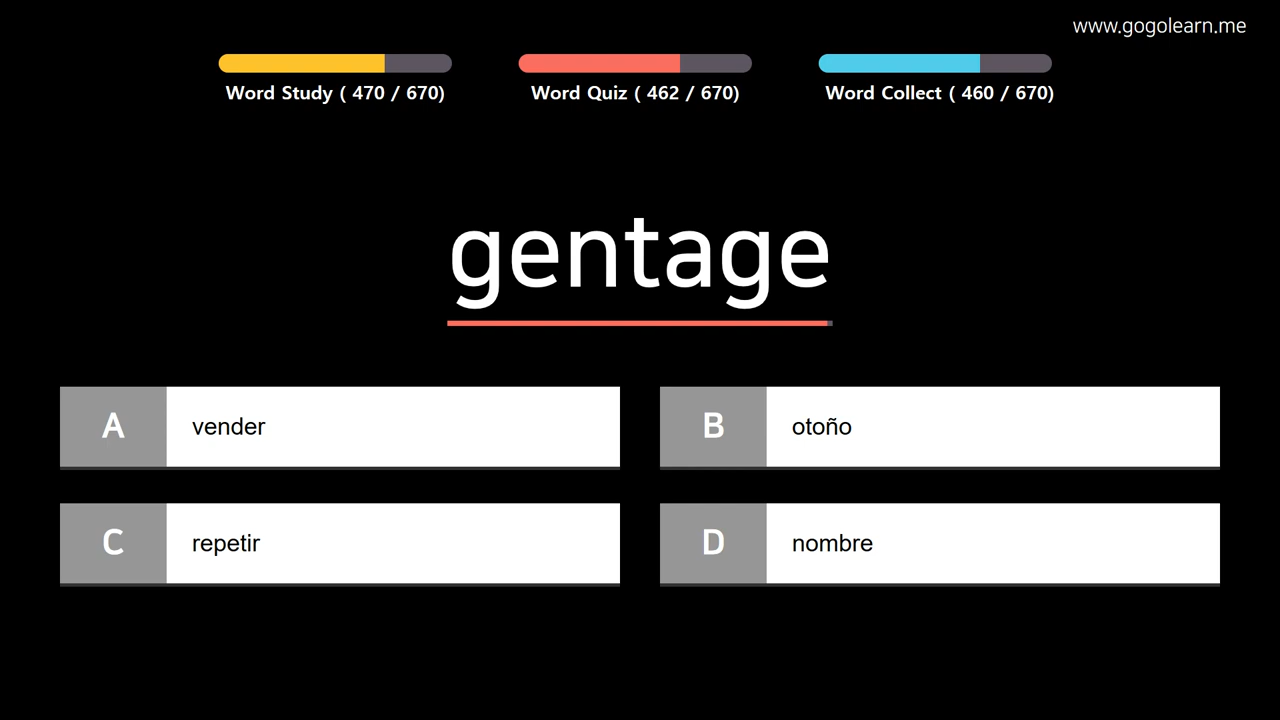 www.gogolearn.me
Word Study ( 470 / 670)
Word Quiz ( 462 / 670)
Word Collect ( 460 / 670)
gentage
A vender
B otoño
C repetir
D nombre